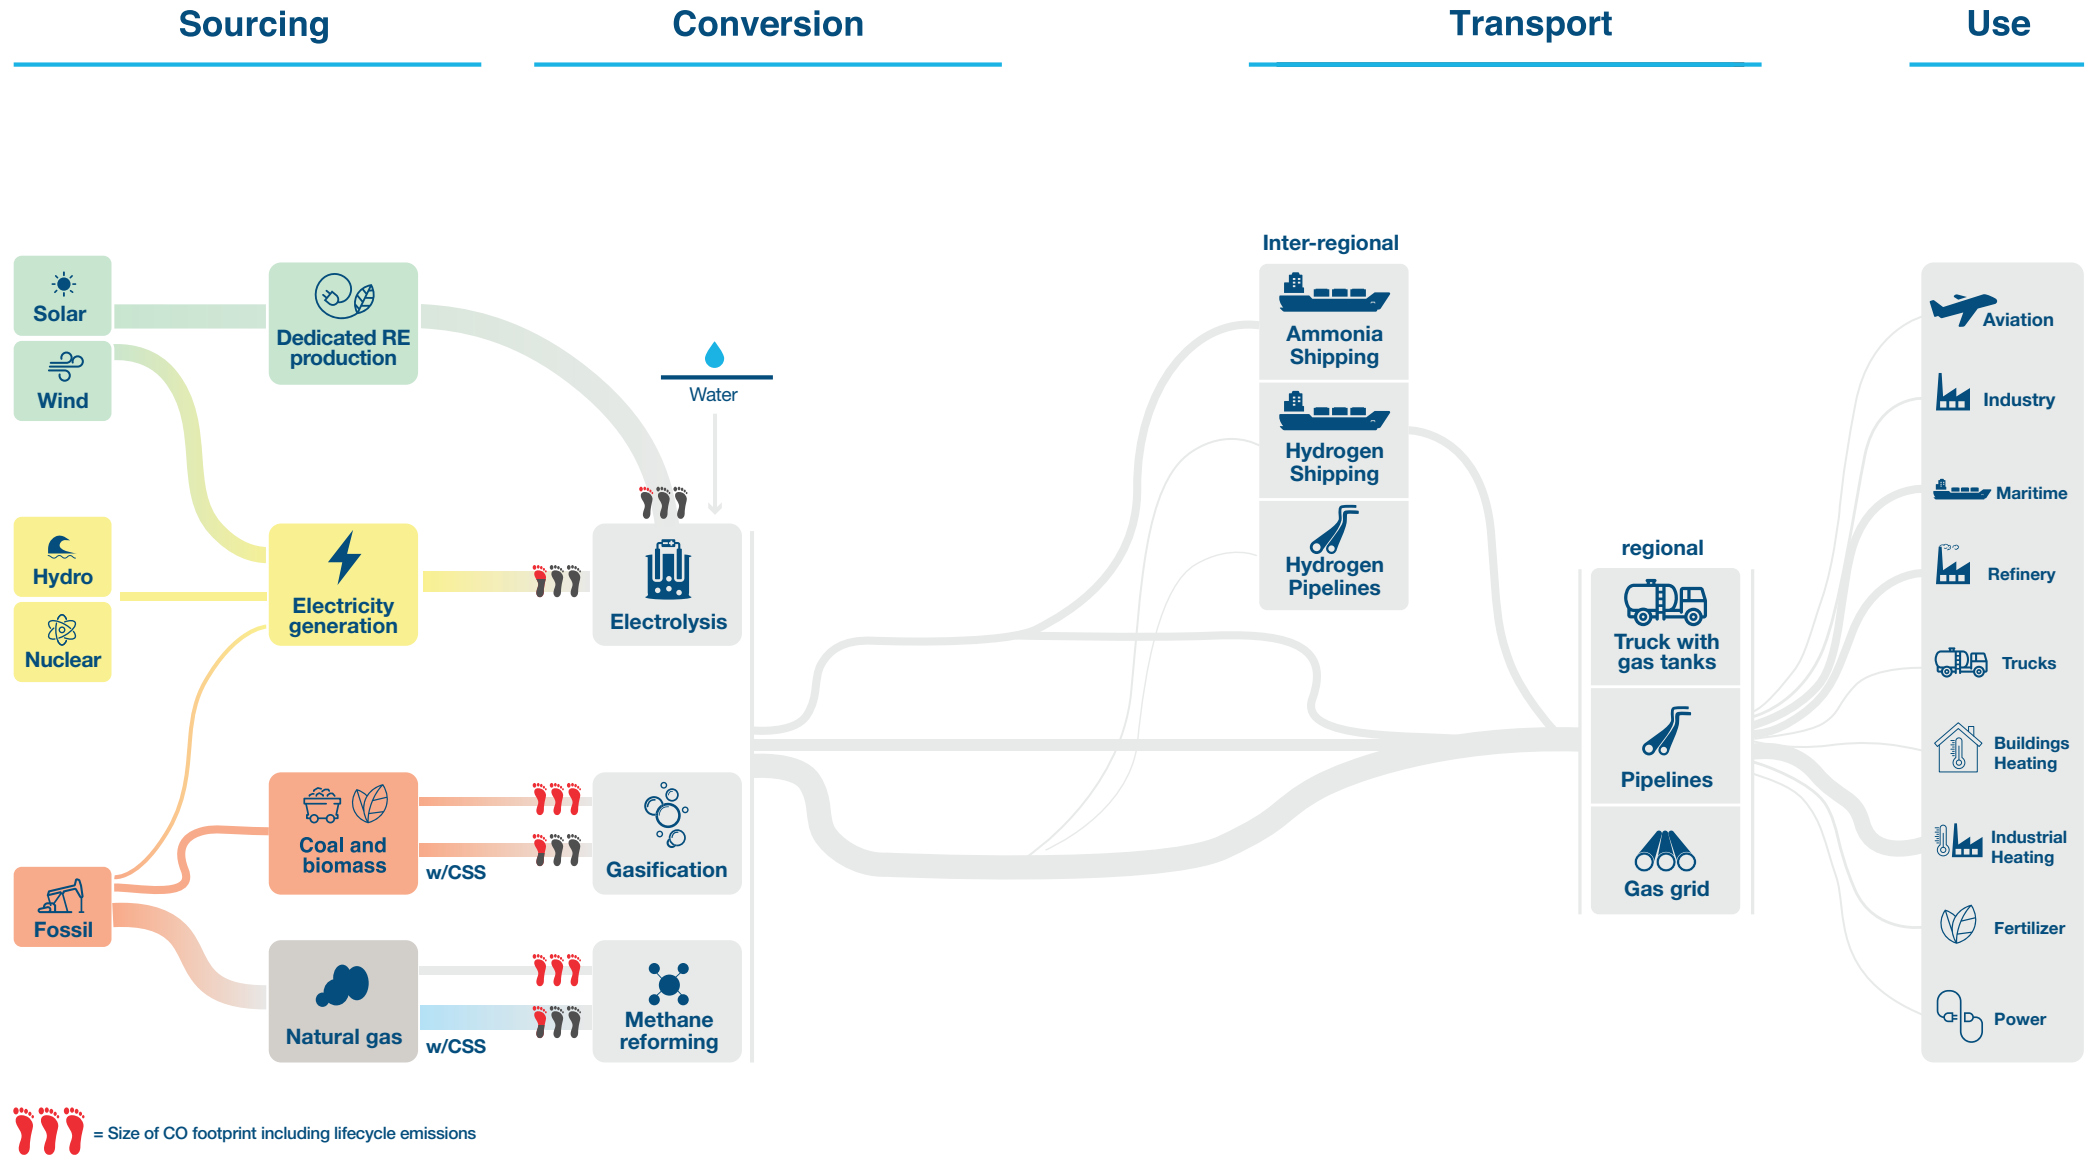 Sourcing
Conversion
Transport
Use
Solar
Wind
Hydro
Nuclear
Fossil
Dedicated RE
production
Electricity
generation
Coal and
biomass
Natural gas
w/CSS
w/CSS
Water
Electrolysis
Gasification
Methane
reforming
Inter-regional
Ammonia
Shipping
Hydrogen
Shipping
Hydrogen
Pipelines
regional
Truck with
gas tanks
Pipelines
Gas grid
Aviation
Industry
Maritime
Refinery
Trucks
Buildings
Heating
Industrial
Heating
Fertilizer
Power
= Size of CO footprint including lifecycle emissions